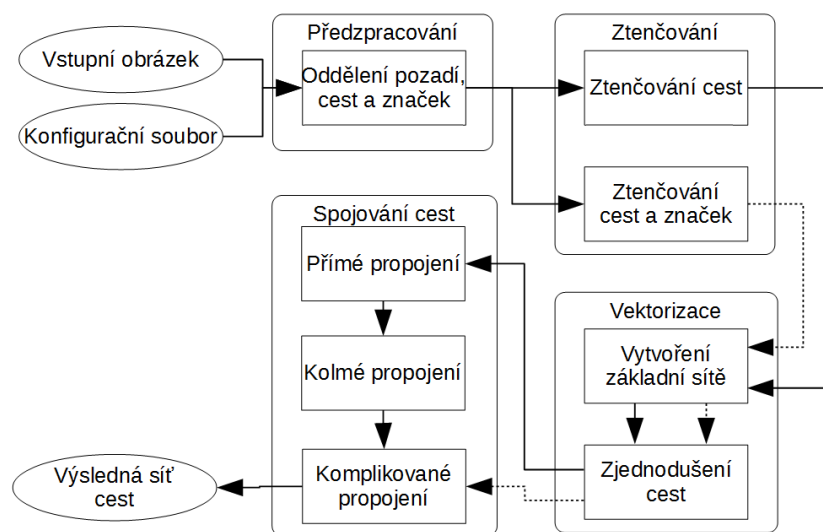 Vstupní obrázek
Konfigurační soubor
Předzpracování
Oddělení pozadí,
cest a značek
Ztenčování
Ztenčování cest
Ztenčování
cest a značek
Vektorizace
Vytvoření
základní sítě
Zjednodušení
cest
Spojování cest
Přímé propojení
Kolmé propojení
Komplikované
propojení
Výsledná síť
cest